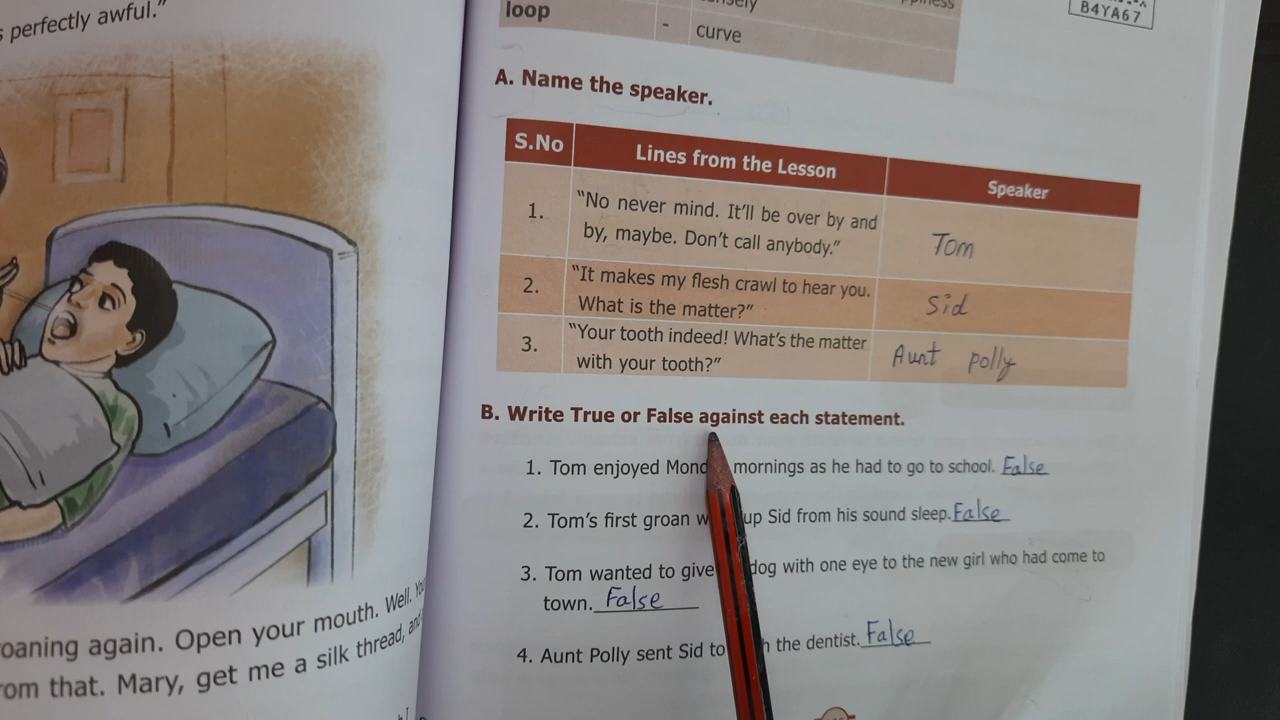 perfectly awful."
roaning again. Open your mouth. Well.
rom that. Mary, get me a silk thread,
B4YA67
loop - curve
A. Name the speaker.
S.No Lines from the Lesson Speaker
1. "No never mind. It'll be over by and
by, maybe. Don't call anybody." Tom
2. "It makes my flesh crawl to hear you.
What is the matter?" Sid
3. "Your tooth indeed! What's the matter
with your tooth?" Aunt polly
B. Write True or False against each statement.
1. Tom enjoyed Mond mornings as he had to go to school. False
2. Tom's first groan w up Sid from his sound sleep. False
3. Tom wanted to give dog with one eye to the new girl who had come to
town. False
4. Aunt Polly sent Sid to the dentist. False